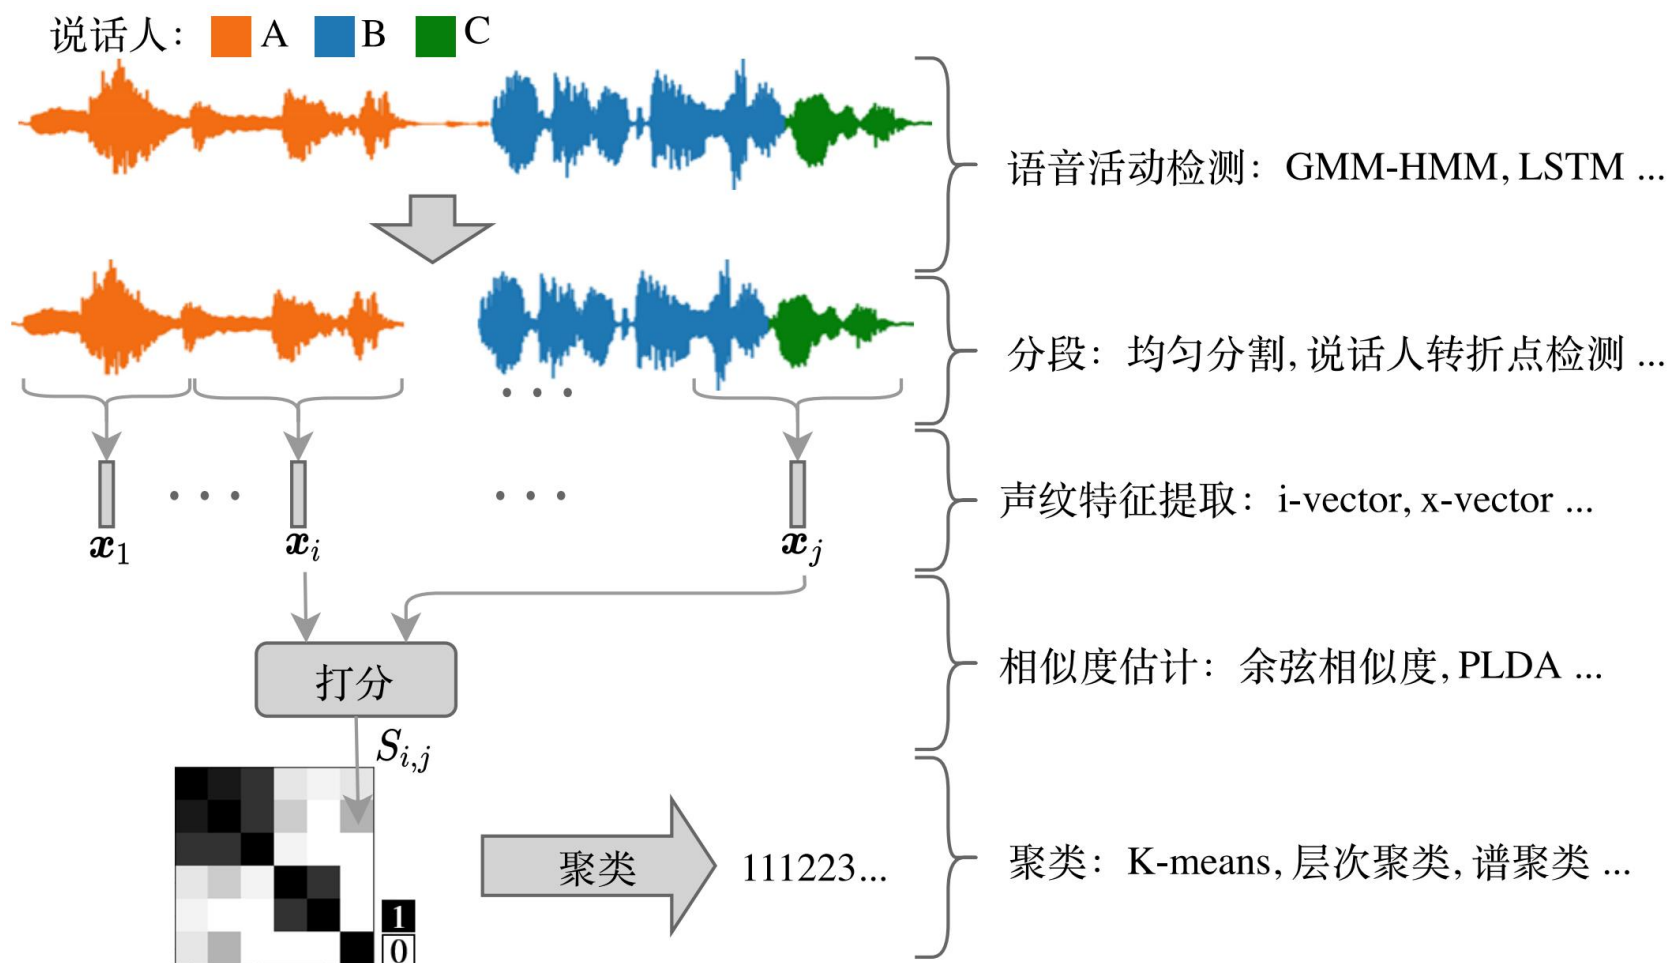 说话人: A B C
语音活动检测: GMM-HMM, LSTM ...
分段: 均匀分割, 说话人转折点检测 ...
. . .
. . .
. . .
声纹特征提取: i-vector, x-vector ...
x1
xi
xj
相似度估计: 余弦相似度, PLDA ...
打分
Si,j
聚类
111223...
聚类: K-means, 层次聚类, 谱聚类 ...
1
0